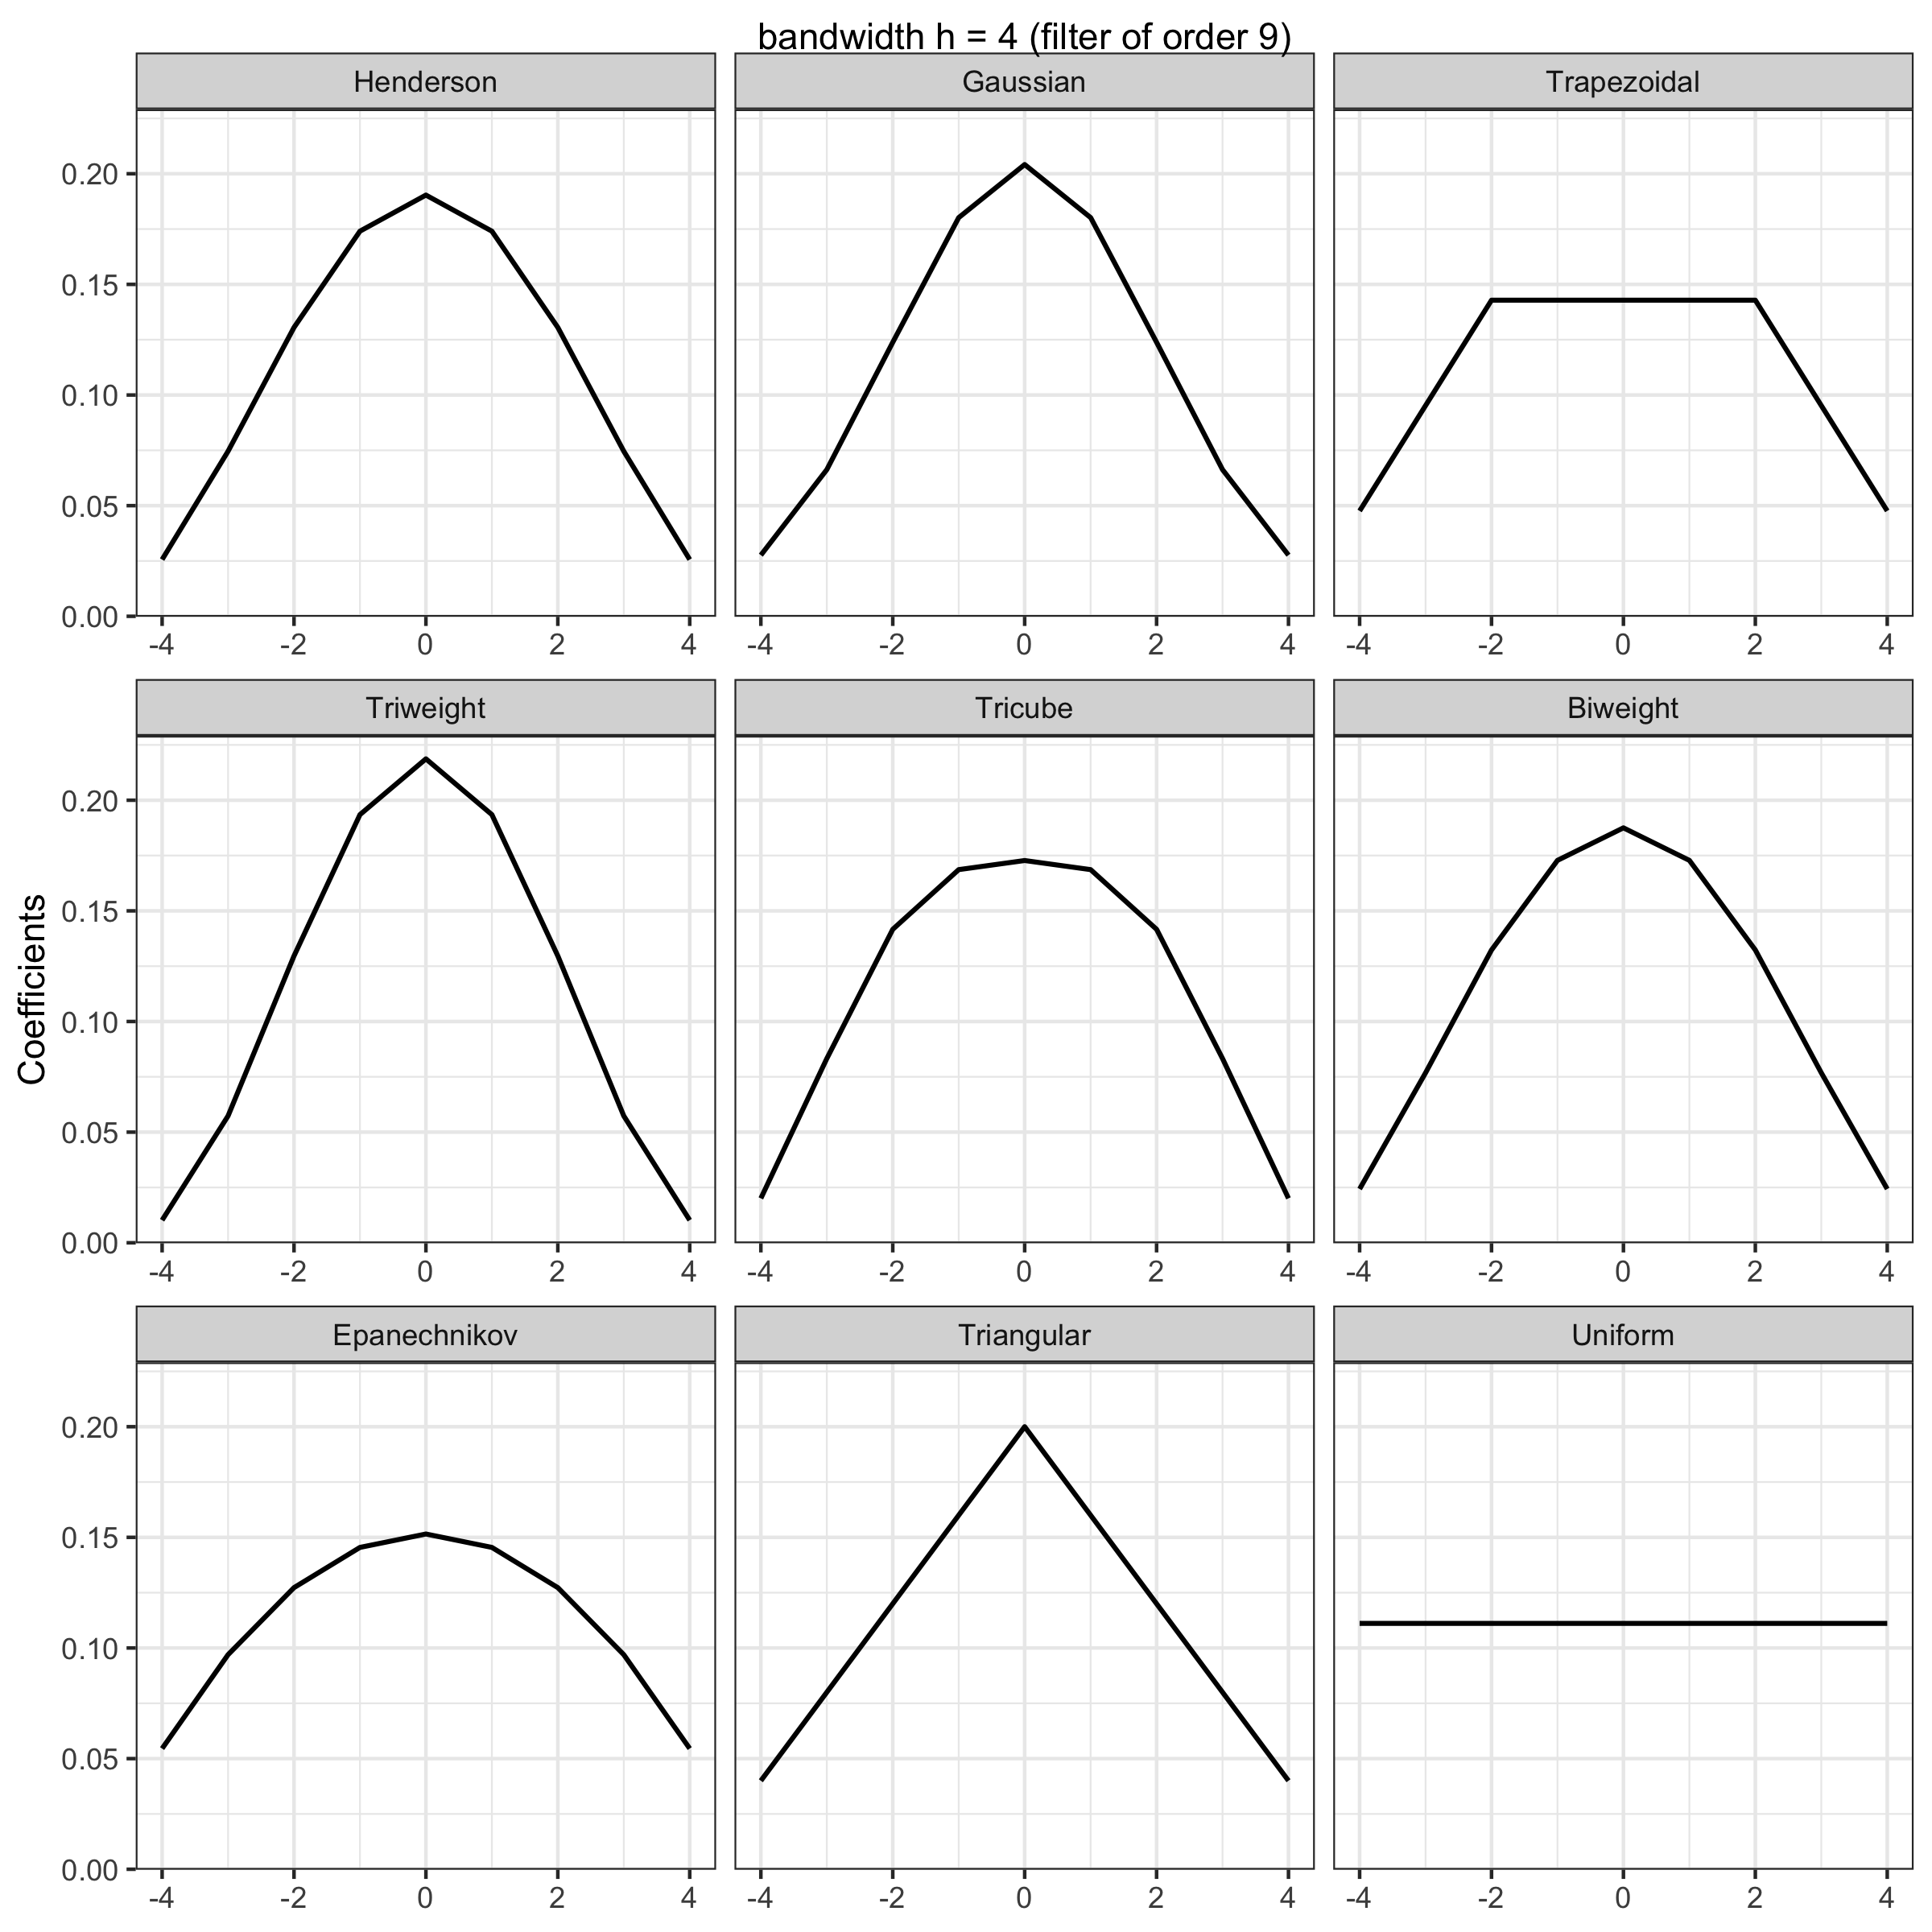 bandwidth h = 4 (filter of order 9)
Henderson
Gaussian
Trapezoidal
0.20
0.15
0.10
0.05
0.00
-4 -2 0 2 4
-4 -2 0 2 4
-4 -2 0 2 4
Triweight
Tricube
Biweight
Coefficients
0.20
0.15
0.10
0.05
0.00
-4 -2 0 2 4
-4 -2 0 2 4
-4 -2 0 2 4
Epanechnikov
Triangular
Uniform
0.20
0.15
0.10
0.05
0.00
-4 -2 0 2 4
-4 -2 0 2 4
-4 -2 0 2 4